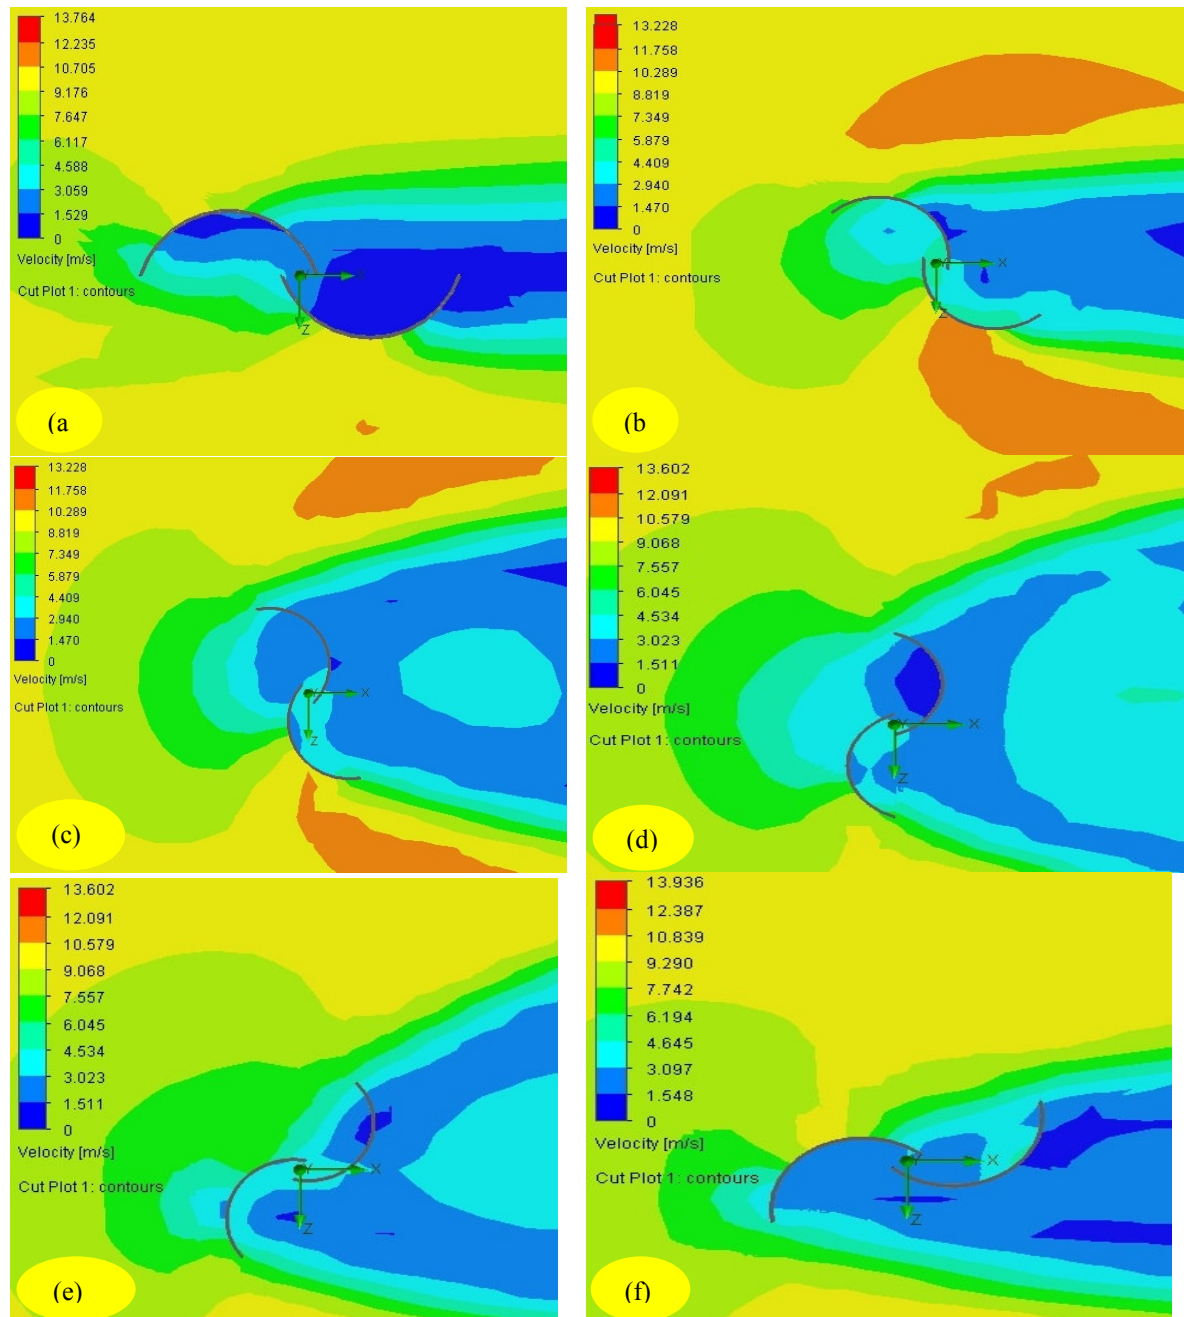 13.764
12.235
10.705
9.176
7.647
6.117
4.588
3.059
1.529
0
Velocity [m/s]
Cut Plot 1: contours
Z
(a
13.228
11.758
10.289
8.819
7.349
5.879
4.409
2.940
1.470
0
Velocity [m/s]
Cut Plot 1: contours
Y
X
Z
(b
13.228
11.758
10.289
8.819
7.349
5.879
4.409
2.940
1.470
0
Velocity [m/s]
Cut Plot 1: contours
X
Z
(c)
13.602
12.091
10.579
9.068
7.557
6.045
4.534
3.023
1.511
0
Velocity [m/s]
Cut Plot 1: contours
Y
X
Z
(d)
13.602
12.091
10.579
9.068
7.557
6.045
4.534
3.023
1.511
0
Velocity [m/s]
Cut Plot 1: contours
Y
X
Z
(e)
13.936
12.387
10.839
9.290
7.742
6.194
4.645
3.097
1.548
0
Velocity [m/s]
Cut Plot 1: contours
Y
X
Z
(f)